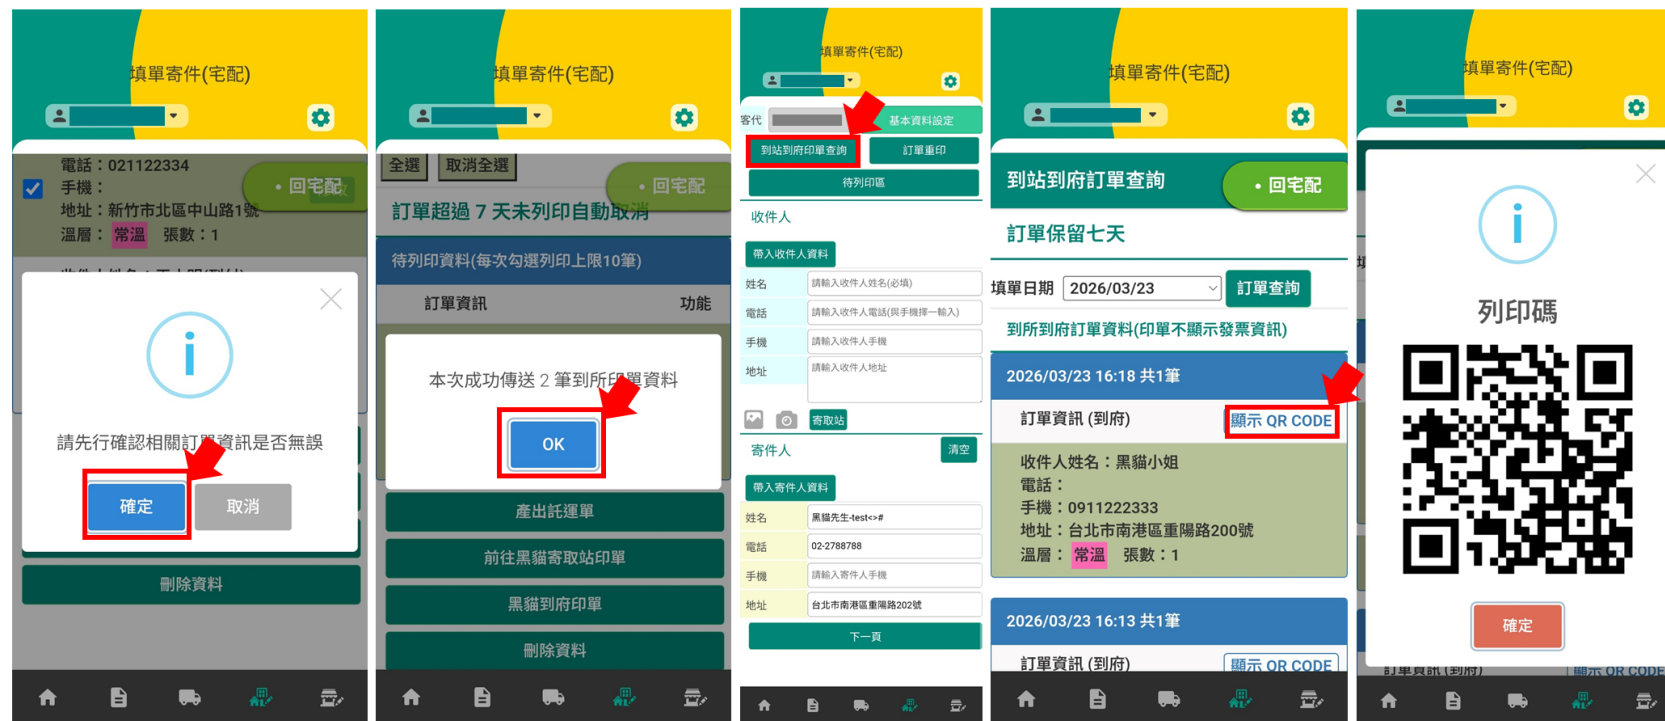 填單寄件(宅配)
電話：021122334
手機：
地址：新竹市北區中山路1號
溫層： 常溫 張數：1
• 回宅配
請先行確認相關訂單資訊是否無誤
確定
取消
刪除資料
填單寄件(宅配)
全選
取消全選
• 回宅配
訂單超過 7 天未列印自動取消
待列印資料(每次勾選列印上限10筆)
訂單資訊
功能
本次成功傳送 2 筆到所印單資料
OK
產出託運單
前往黑貓寄取站印單
黑貓到府印單
刪除資料
填單寄件(宅配)
客代
基本資料設定
到站到府印單查詢
訂單重印
待列印區
收件人
帶入收件人資料
姓名
請輸入收件人姓名(必填)
電話
請輸入收件人電話(與手機擇一輸入)
手機
請輸入收件人手機
地址
請輸入收件人地址
寄取站
寄件人
清空
帶入寄件人資料
姓名
黑貓先生-test<>#
電話
02-2788788
手機
請輸入寄件人手機
地址
台北市南港區重陽路202號
下一頁
填單寄件(宅配)
到站到府訂單查詢
• 回宅配
訂單保留七天
填單日期
2026/03/23
訂單查詢
到所到府訂單資料(印單不顯示發票資訊)
2026/03/23 16:18 共1筆
訂單資訊 (到府)
顯示 QR CODE
收件人姓名：黑貓小姐
電話：
手機：0911222333
地址：台北市南港區重陽路200號
溫層： 常溫 張數：1
2026/03/23 16:13 共1筆
訂單資訊 (到府)
顯示 QR CODE
填單寄件(宅配)
列印碼
確定
訂單資訊 (到府)
顯示 QR CODE